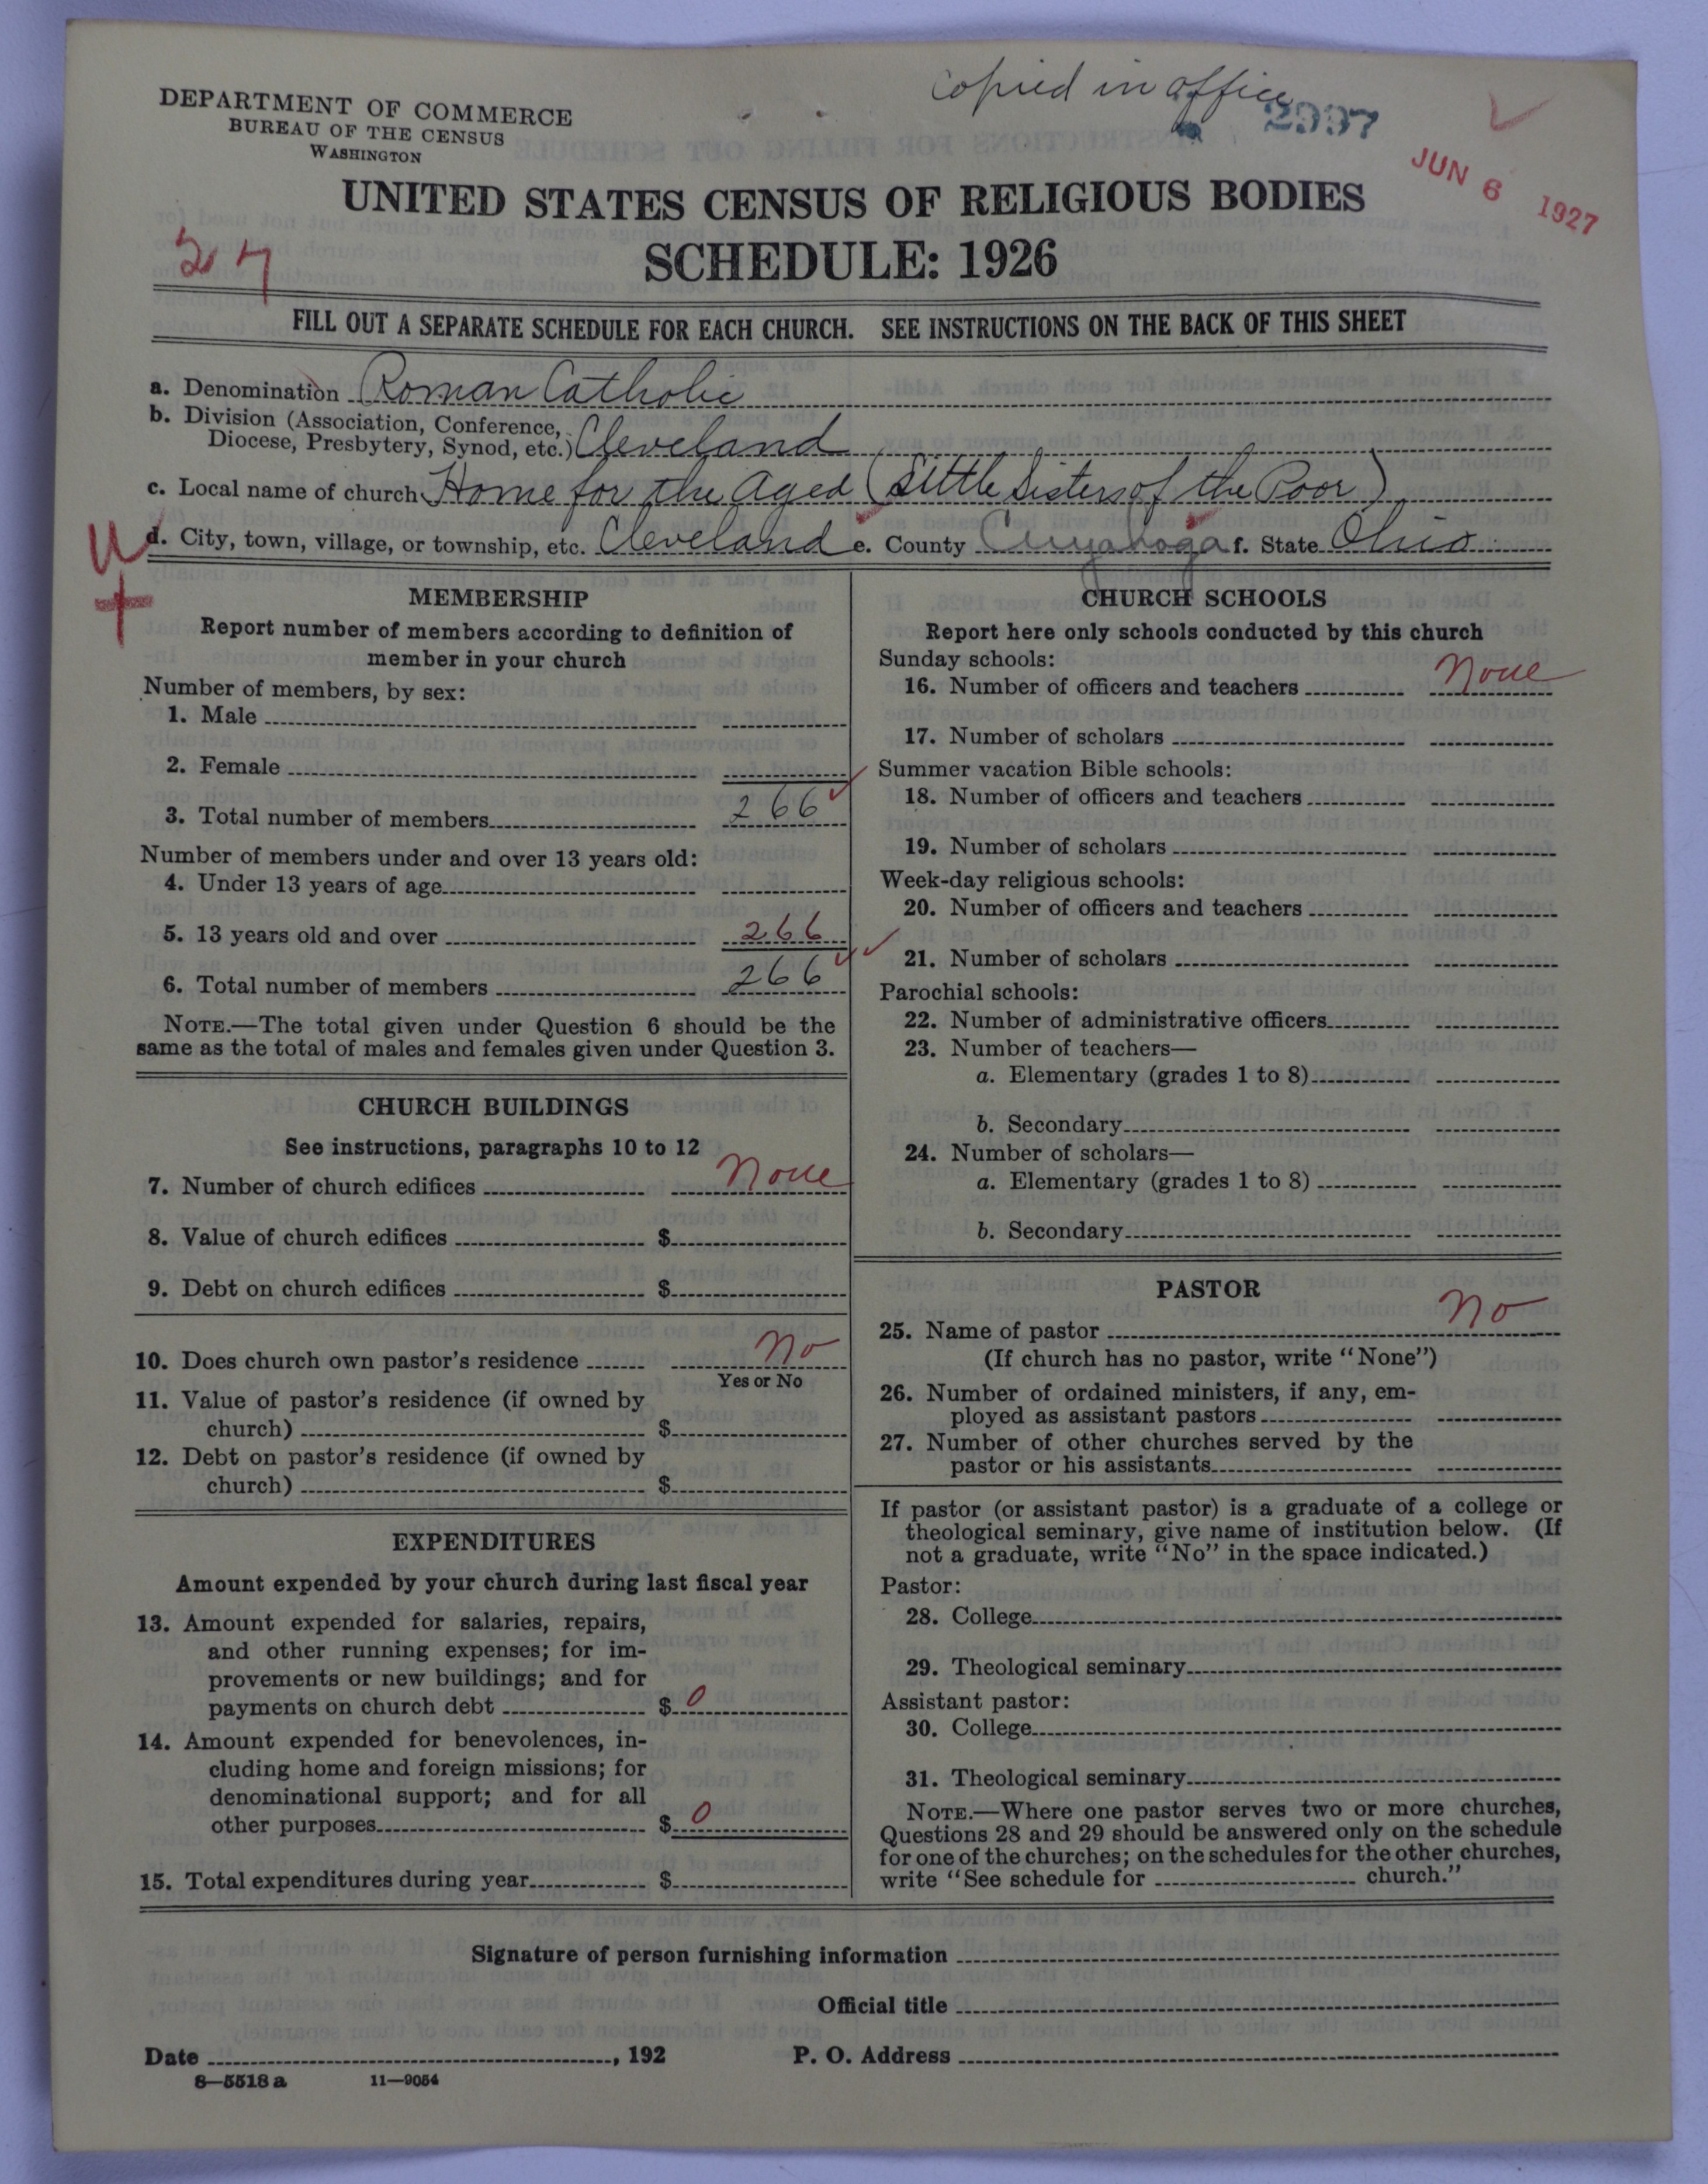 copied in office
2997
JUN 6 1927
DEPARTMENT OF COMMERCE
BUREAU OF THE CENSUS
WASHINGTON
UNITED STATES CENSUS OF RELIGIOUS BODIES
SCHEDULE: 1926
FILL OUT A SEPARATE SCHEDULE FOR EACH CHURCH. SEE INSTRUCTIONS ON THE BACK OF THIS SHEET
a. Denomination Roman Catholic
b. Division (Association, Conference,
Diocese, Presbytery, Synod, etc.) Cleveland
c. Local name of church Home for the Aged (Little Sisters of the Poor)
d. City, town, village, or township, etc. Cleveland e. County Cuyahoga f. State Ohio
MEMBERSHIP
Report number of members according to definition of
member in your church
Number of members, by sex:
1. Male
2. Female
3. Total number of members 266
Number of members under and over 13 years old:
4. Under 13 years of age
5. 13 years old and over 266
6. Total number of members 266
NOTE.—The total given under Question 6 should be the
same as the total of males and females given under Question 3.
CHURCH BUILDINGS
See instructions, paragraphs 10 to 12
7. Number of church edifices None
8. Value of church edifices $
9. Debt on church edifices $
10. Does church own pastor's residence No
Yes or No
11. Value of pastor's residence (if owned by
church) $
12. Debt on pastor's residence (if owned by
church) $
EXPENDITURES
Amount expended by your church during last fiscal year
13. Amount expended for salaries, repairs,
and other running expenses; for im-
provements or new buildings; and for
payments on church debt $ 0
14. Amount expended for benevolences, in-
cluding home and foreign missions; for
denominational support; and for all
other purposes $ 0
15. Total expenditures during year $
CHURCH SCHOOLS
Report here only schools conducted by this church
Sunday schools:
16. Number of officers and teachers None
17. Number of scholars
Summer vacation Bible schools:
18. Number of officers and teachers
19. Number of scholars
Week-day religious schools:
20. Number of officers and teachers
21. Number of scholars
Parochial schools:
22. Number of administrative officers
23. Number of teachers—
a. Elementary (grades 1 to 8)
b. Secondary
24. Number of scholars—
a. Elementary (grades 1 to 8)
b. Secondary
PASTOR
25. Name of pastor No
(If church has no pastor, write "None")
26. Number of ordained ministers, if any, em-
ployed as assistant pastors
27. Number of other churches served by the
pastor or his assistants
If pastor (or assistant pastor) is a graduate of a college or
theological seminary, give name of institution below. (If
not a graduate, write "No" in the space indicated.)
Pastor:
28. College
29. Theological seminary
Assistant pastor:
30. College
31. Theological seminary
NOTE.—Where one pastor serves two or more churches,
Questions 28 and 29 should be answered only on the schedule
for one of the churches; on the schedules for the other churches,
write "See schedule for church."
Signature of person furnishing information
Official title
Date , 192 P. O. Address
8—5518 a 11—9054